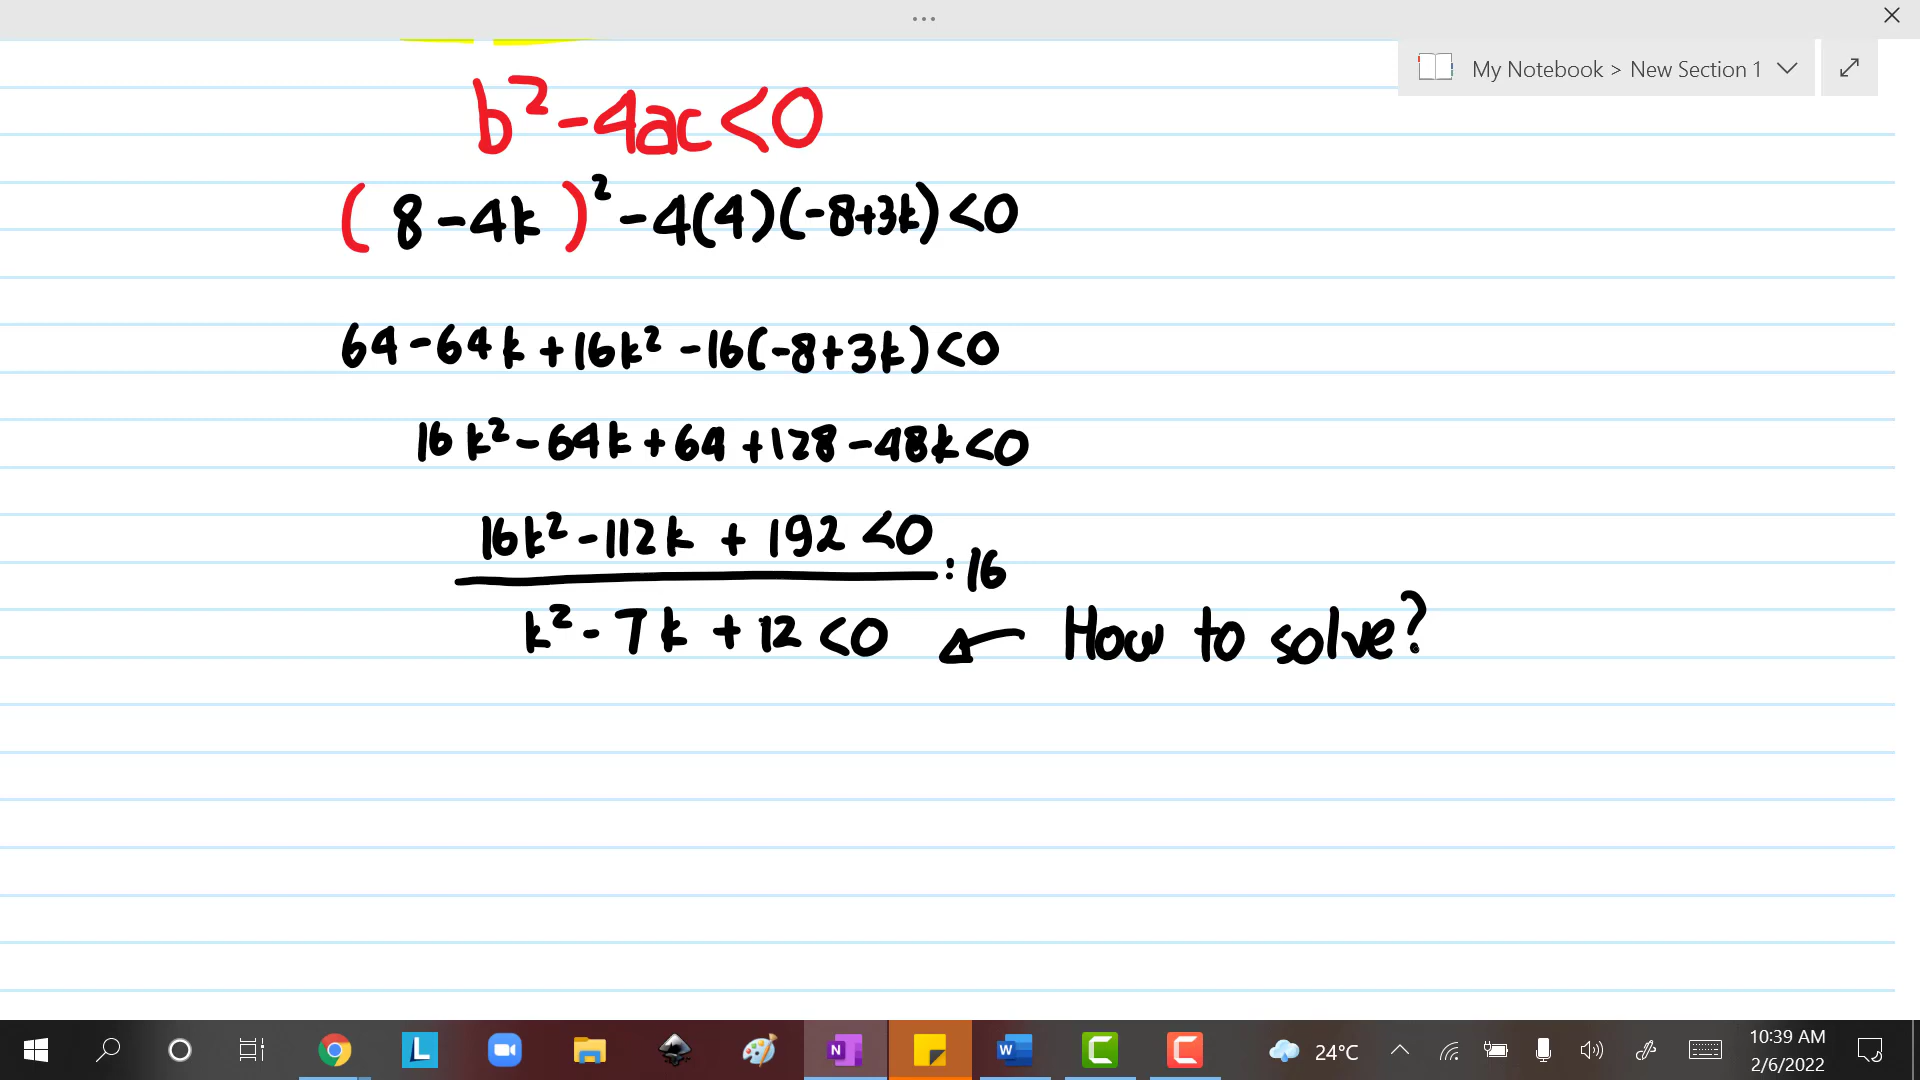 My Notebook > New Section 1
b² - 4ac < 0
( 8 - 4k )² - 4(4)(-8+3k) < 0
64 - 64k + 16k² - 16(-8+3k) < 0
16k² - 64k + 64 + 128 - 48k < 0
16k² - 112k + 192 < 0
: 16
k² - 7k + 12 < 0 How to solve?
L
N
W
24°C
10:39 AM
2/6/2022